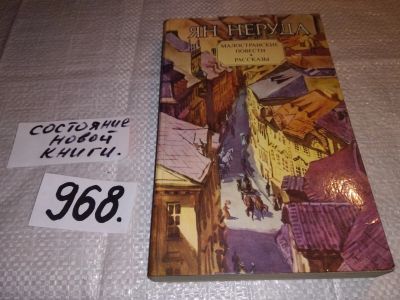 ЯН НЕРУДА
МАЛОСТРАНСКИЕ
ПОВЕСТИ
РАССКАЗЫ
СОСТОЯНИЕ
НОВОЙ
КНИГИ.
968.